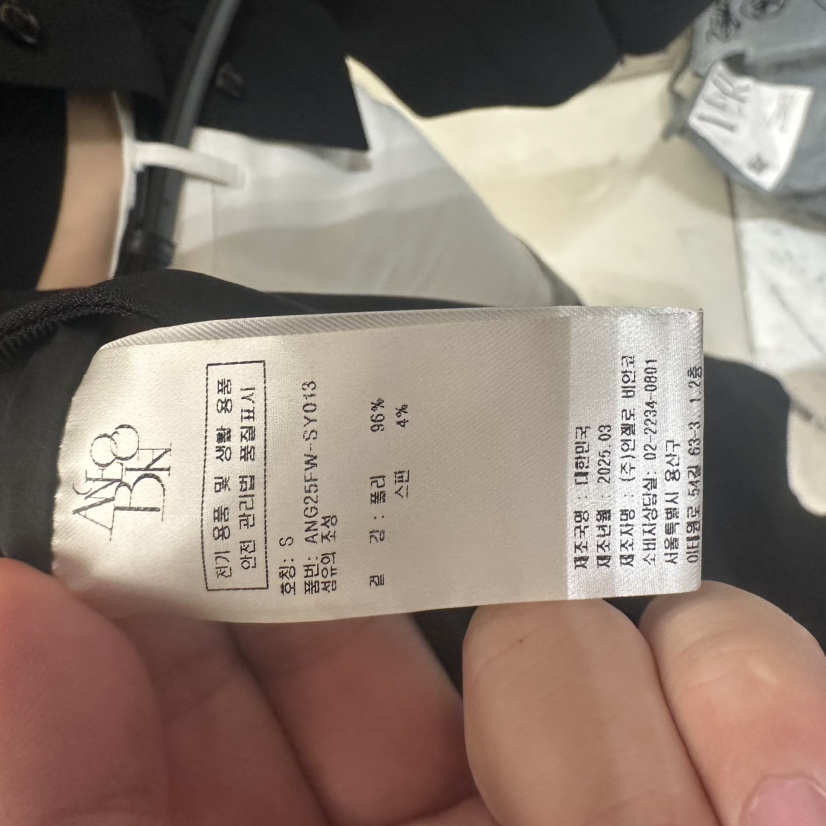 전기 용품 및 생활 용품
안전 관리법 품질표시
호칭: S
품번: ANG25FW-SY013
섬유의 조성
겉 감 : 폴리 96%
스판 4%
제조국명 : 대한민국
제조년월 : 2025.03
제조사명 : (주)안젤로 비안코
소비자상담실: 02-2234-0801
서울특별시 용산구
이태원로 54길 63-3. 1,2층